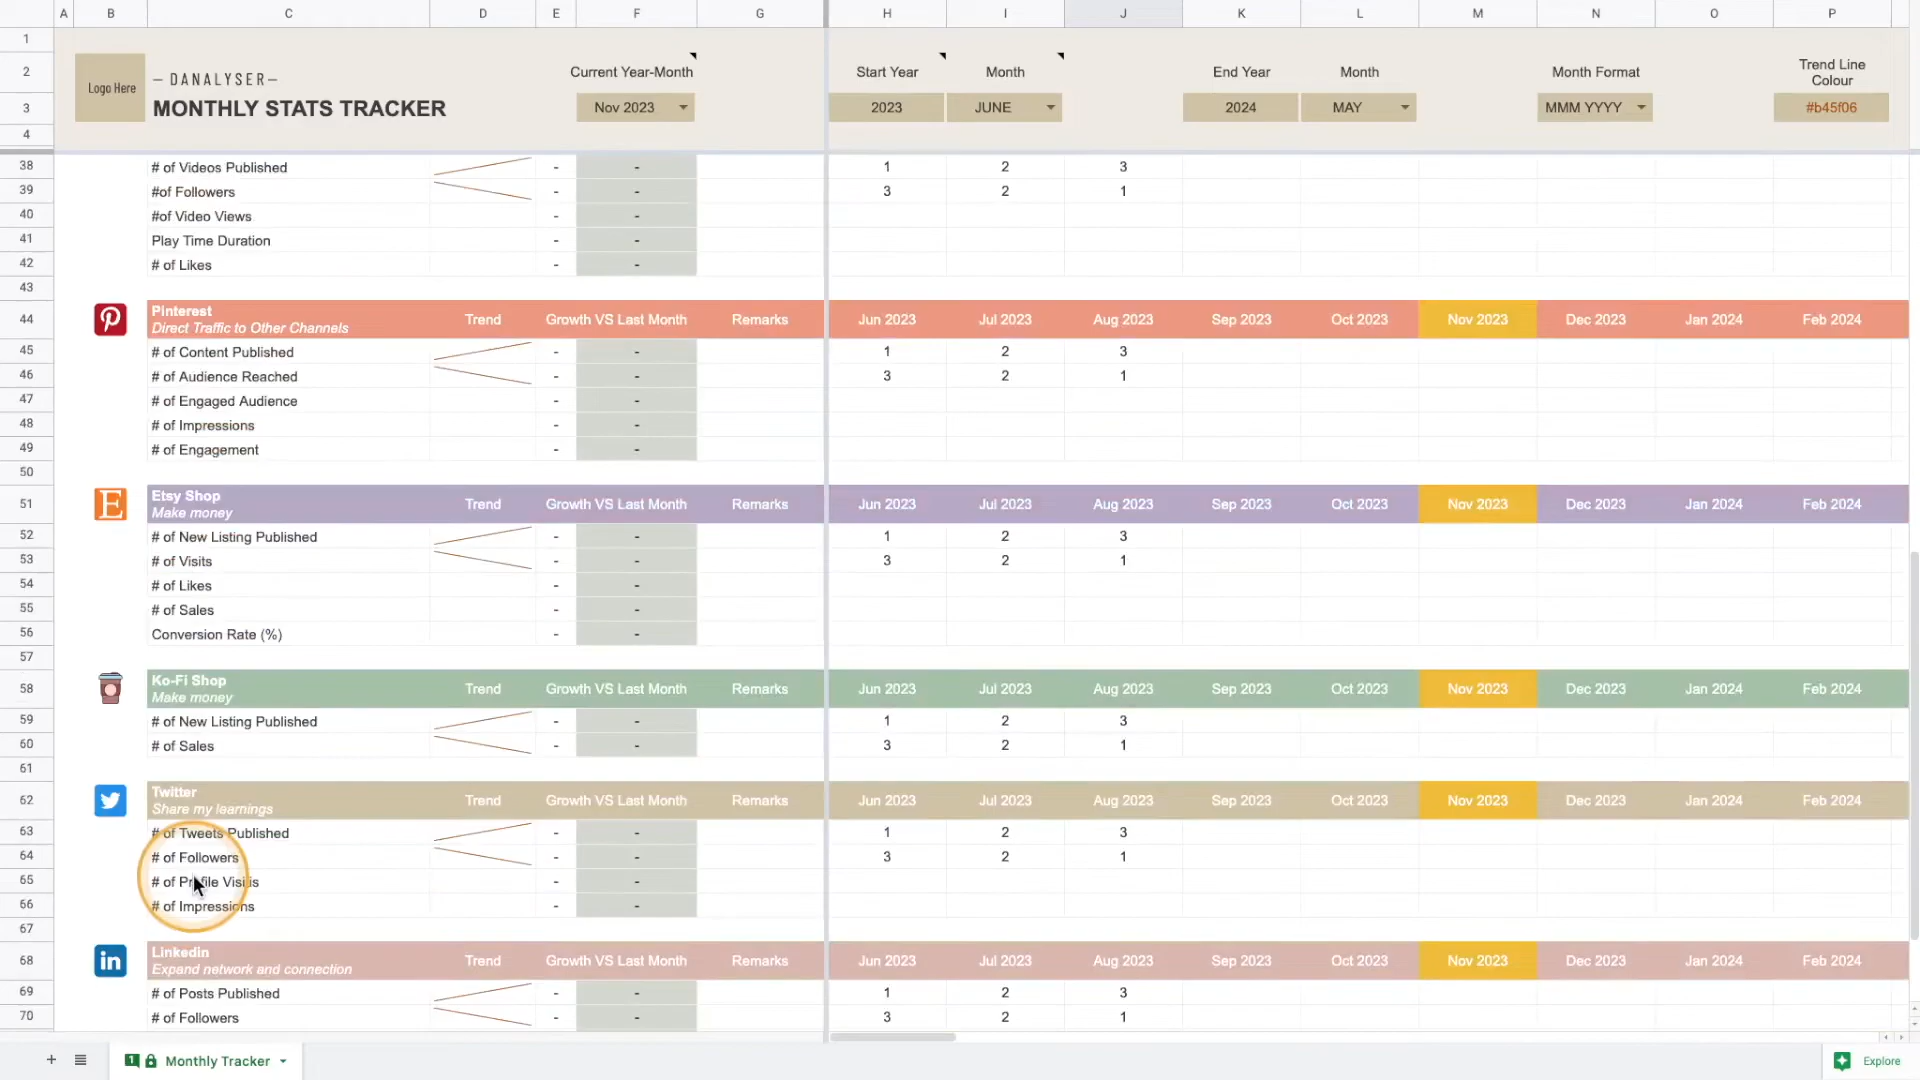 A B C D E F G H I J K L M N O P
1
2 Current Year-Month Start Year Month End Year Month Month Format Trend Line Colour
Logo Here – DANALYSER–
3 MONTHLY STATS TRACKER Nov 2023 2023 JUNE 2024 MAY MMM YYYY #b45f06
4
38 # of Videos Published - - 1 2 3
39 #of Followers - - 3 2 1
40 #of Video Views - -
41 Play Time Duration - -
42 # of Likes - -
43
44 Pinterest
Direct Traffic to Other Channels Trend Growth VS Last Month Remarks Jun 2023 Jul 2023 Aug 2023 Sep 2023 Oct 2023 Nov 2023 Dec 2023 Jan 2024 Feb 2024
45 # of Content Published - - 1 2 3
46 # of Audience Reached - - 3 2 1
47 # of Engaged Audience - -
48 # of Impressions - -
49 # of Engagement - -
50
51 E Etsy Shop
Make money Trend Growth VS Last Month Remarks Jun 2023 Jul 2023 Aug 2023 Sep 2023 Oct 2023 Nov 2023 Dec 2023 Jan 2024 Feb 2024
52 # of New Listing Published - - 1 2 3
53 # of Visits - - 3 2 1
54 # of Likes - -
55 # of Sales - -
56 Conversion Rate (%) - -
57
58 Ko-Fi Shop
Make money Trend Growth VS Last Month Remarks Jun 2023 Jul 2023 Aug 2023 Sep 2023 Oct 2023 Nov 2023 Dec 2023 Jan 2024 Feb 2024
59 # of New Listing Published - - 1 2 3
60 # of Sales - - 3 2 1
61
62 Twitter
Share my learnings Trend Growth VS Last Month Remarks Jun 2023 Jul 2023 Aug 2023 Sep 2023 Oct 2023 Nov 2023 Dec 2023 Jan 2024 Feb 2024
63 # of Tweets Published - - 1 2 3
64 # of Followers - - 3 2 1
65 # of Profile Visitis - -
66 # of Impressions - -
67
68 in Linkedin
Expand network and connection Trend Growth VS Last Month Remarks Jun 2023 Jul 2023 Aug 2023 Sep 2023 Oct 2023 Nov 2023 Dec 2023 Jan 2024 Feb 2024
69 # of Posts Published - - 1 2 3
70 # of Followers - - 3 2 1
+ 1 Monthly Tracker Explore